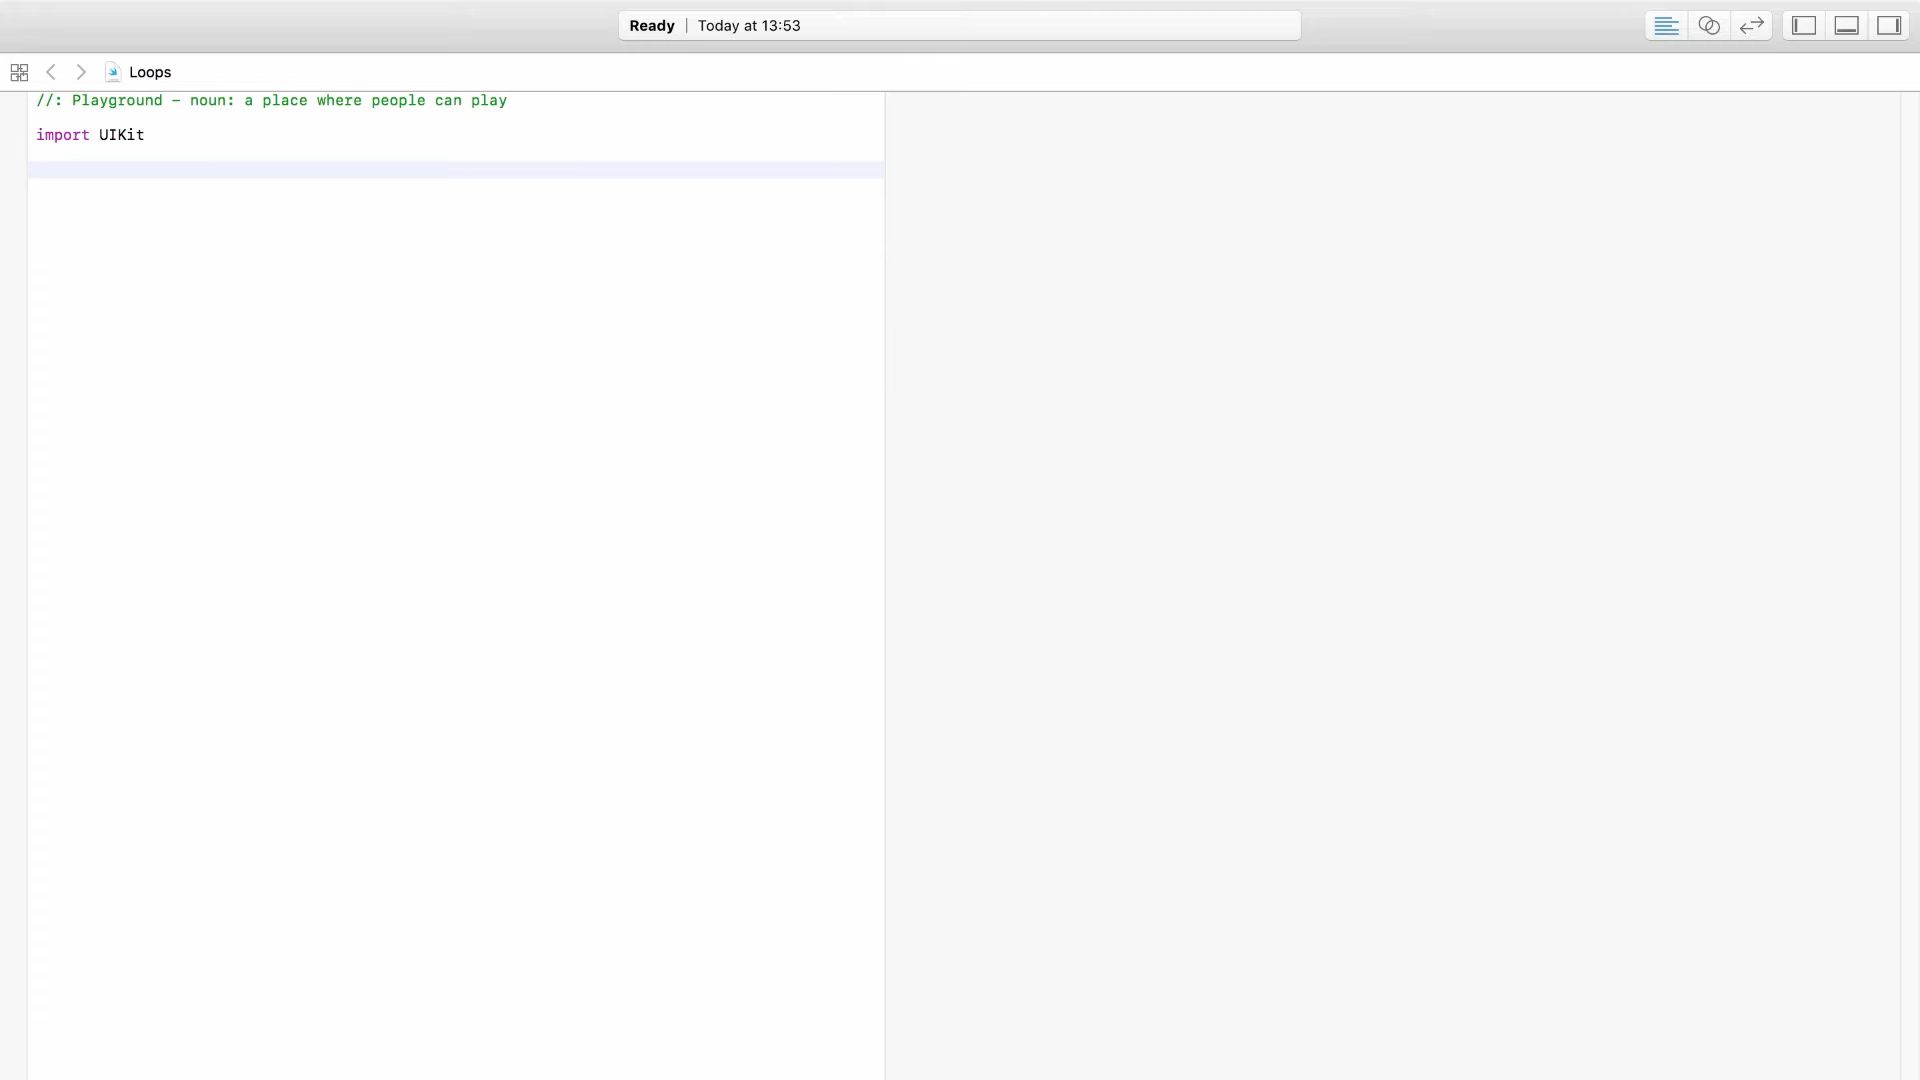 Ready | Today at 13:53
Loops
//: Playground – noun: a place where people can play
import UIKit